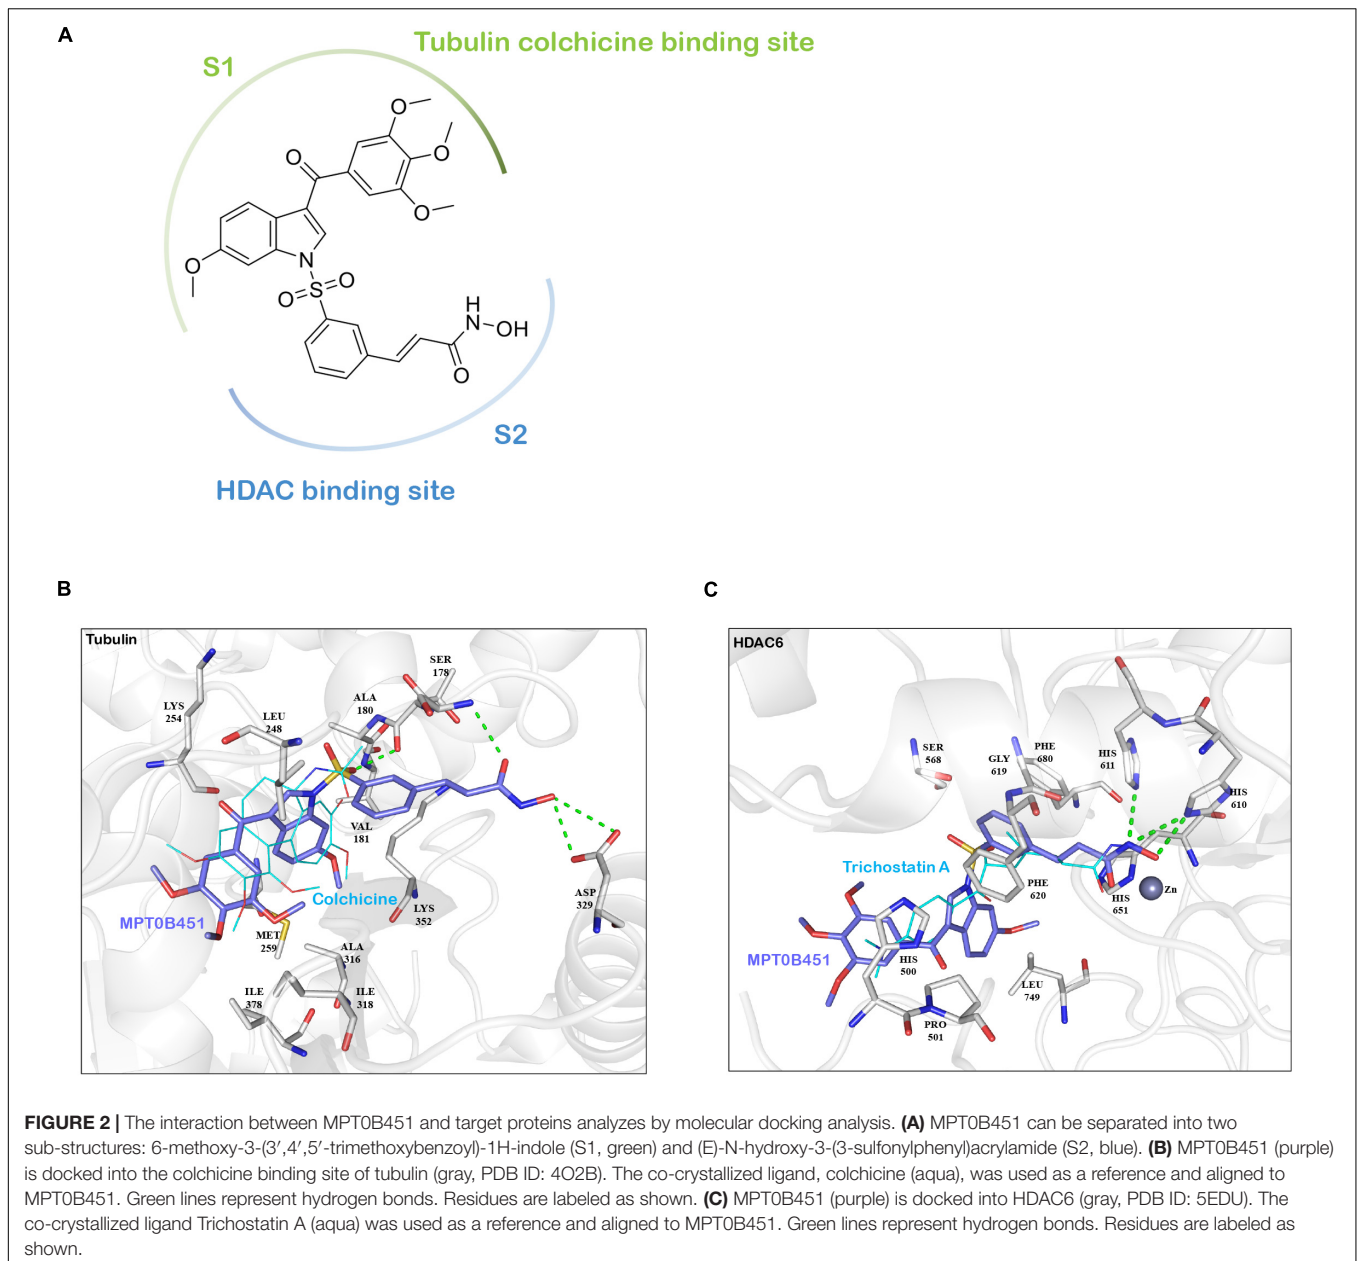 A
Tubulin colchicine binding site
S1
O
O
O
O
O
N
O
S
O
H
N
OH
O
S2
HDAC binding site
B
C
Tubulin
SER
178
LYS
254
ALA
180
LEU
248
VAL
181
Colchicine
MPT0B451
LYS
352
ASP
329
MET
259
ALA
316
ILE
378
ILE
318
HDAC6
SER
568
GLY
619
PHE
680
HIS
611
HIS
610
Trichostatin A
PHE
620
HIS
651
Zn
MPT0B451
HIS
500
LEU
749
PRO
501
FIGURE 2 | The interaction between MPT0B451 and target proteins analyzes by molecular docking analysis. (A) MPT0B451 can be separated into two
sub-structures: 6-methoxy-3-(3′,4′,5′-trimethoxybenzoyl)-1H-indole (S1, green) and (E)-N-hydroxy-3-(3-sulfonylphenyl)acrylamide (S2, blue). (B) MPT0B451 (purple)
is docked into the colchicine binding site of tubulin (gray, PDB ID: 4O2B). The co-crystallized ligand, colchicine (aqua), was used as a reference and aligned to
MPT0B451. Green lines represent hydrogen bonds. Residues are labeled as shown. (C) MPT0B451 (purple) is docked into HDAC6 (gray, PDB ID: 5EDU). The
co-crystallized ligand Trichostatin A (aqua) was used as a reference and aligned to MPT0B451. Green lines represent hydrogen bonds. Residues are labeled as
shown.